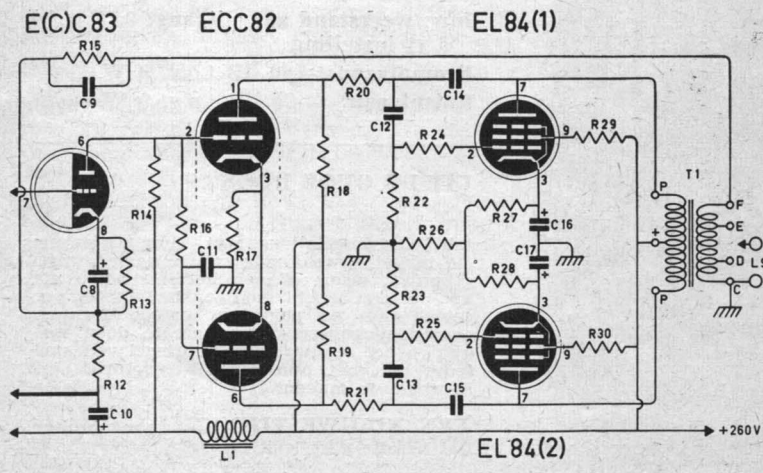 E(C)C83 ECC82 EL84(1)
R15
C9
R20 C14
1 7
C12
6 2 R24 9 R29
2
3 3 T1
R14 R18 R22 P F
7 R27 E
8 R16 C11 R17 R26 C16 +
C17 D LS
C8 R13 R28 C
R23 P
8 3
R25 R30
7 R19 2 9
R12
6 C13 C15
C10 R21 7
+260V
L1 EL84(2)